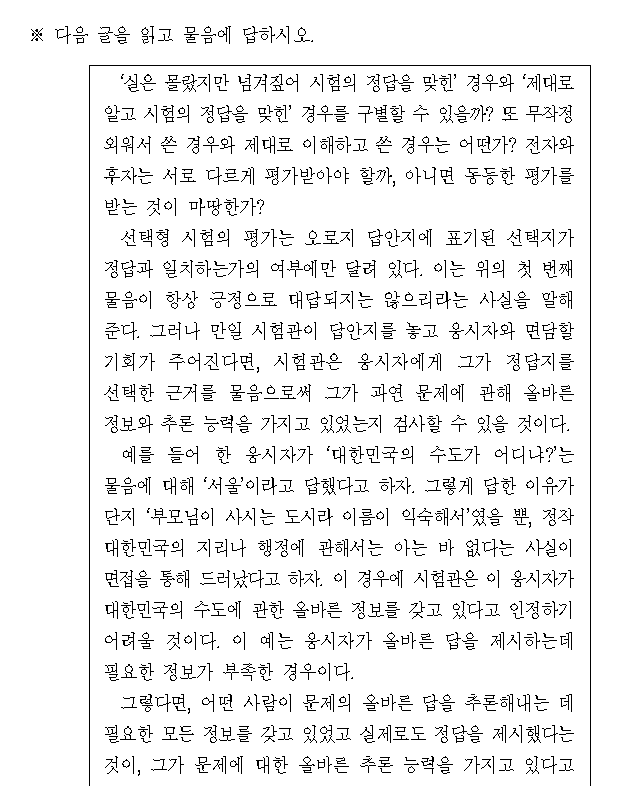 ※ 다음 글을 읽고 물음에 답하시오.
‘실은 몰랐지만 넘겨짚어 시험의 정답을 맞힌’ 경우와 ‘제대로
알고 시험의 정답을 맞힌’ 경우를 구별할 수 있을까? 또 무작정
외워서 쓴 경우와 제대로 이해하고 쓴 경우는 어떤가? 전자와
후자는 서로 다르게 평가받아야 할까, 아니면 동등한 평가를
받는 것이 마땅한가?
선택형 시험의 평가는 오로지 답안지에 표기된 선택지가
정답과 일치하는가의 여부에만 달려 있다. 이는 위의 첫 번째
물음이 항상 긍정으로 대답되지는 않으리라는 사실을 말해
준다. 그러나 만일 시험관이 답안지를 놓고 응시자와 면담할
기회가 주어진다면, 시험관은 응시자에게 그가 정답지를
선택한 근거를 물음으로써 그가 과연 문제에 관해 올바른
정보와 추론 능력을 가지고 있었는지 검사할 수 있을 것이다.
예를 들어 한 응시자가 ‘대한민국의 수도가 어디냐?’는
물음에 대해 ‘서울’이라고 답했다고 하자. 그렇게 답한 이유가
단지 ‘부모님이 사시는 도시라 이름이 익숙해서’였을 뿐, 정작
대한민국의 지리나 행정에 관해서는 아는 바 없다는 사실이
면접을 통해 드러났다고 하자. 이 경우에 시험관은 이 응시자가
대한민국의 수도에 관한 올바른 정보를 갖고 있다고 인정하기
어려울 것이다. 이 예는 응시자가 올바른 답을 제시하는데
필요한 정보가 부족한 경우이다.
그렇다면, 어떤 사람이 문제의 올바른 답을 추론해내는 데
필요한 모든 정보를 갖고 있었고 실제로도 정답을 제시했다는
것이, 그가 문제에 대한 올바른 추론 능력을 가지고 있다고